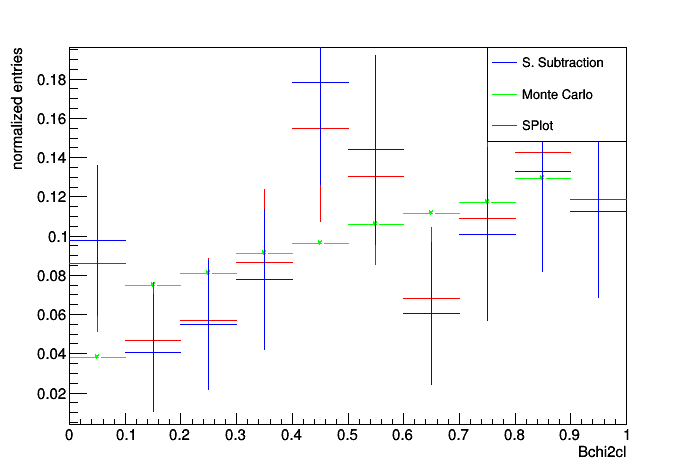 normalized entries
0.18
0.16
0.14
0.12
0.1
0.08
0.06
0.04
0.02
S. Subtraction
Monte Carlo
SPlot
0 0.1 0.2 0.3 0.4 0.5 0.6 0.7 0.8 0.9 1
Bchi2cl